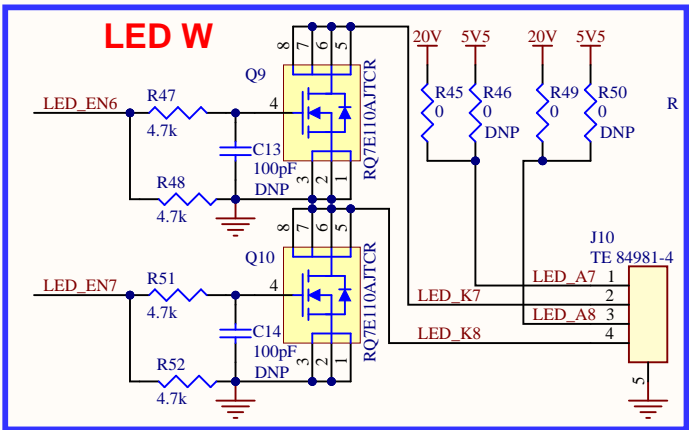 LED W
20V
5V5
20V
5V5
8
7
6
5
Q9
R47
LED_EN6
4
4.7k
C13
100pF
DNP
RQ7E110AJTCR
3
2
1
R48
4.7k
R45
0
R46
0
DNP
R49
0
R50
0
DNP
R
8
7
6
5
Q10
R51
LED_EN7
4
4.7k
C14
100pF
DNP
RQ7E110AJTCR
3
2
1
R52
4.7k
J10
TE 84981-4
LED_A7
1
LED_K7
2
LED_A8
3
LED_K8
4
5